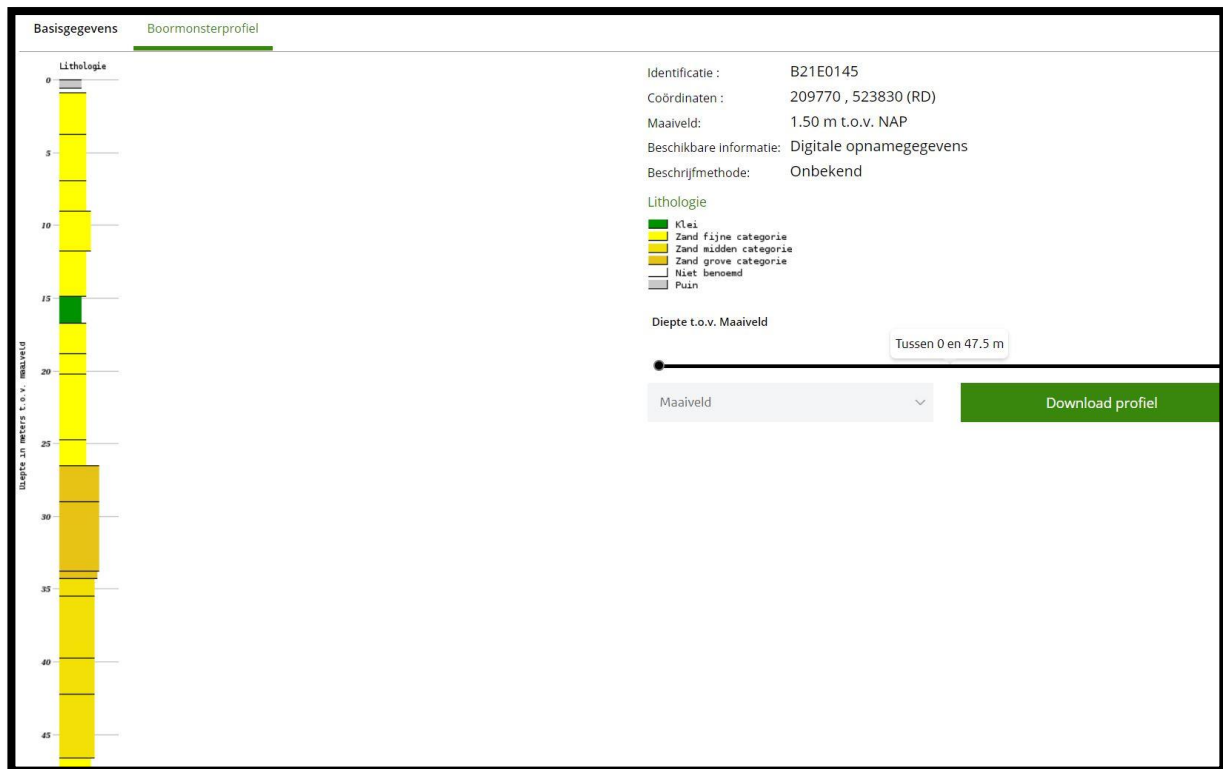 Basisgegevens Boormonsterprofiel
Lithologie
0
5
10
15
20
25
30
35
40
45
Diepte in meters t.o.v. maaiveld
Identificatie : B21E0145
Coördinaten : 209770 , 523830 (RD)
Maaiveld: 1.50 m t.o.v. NAP
Beschikbare informatie: Digitale opnamegegevens
Beschrijfmethode: Onbekend
Lithologie
Klei
Zand fijne categorie
Zand midden categorie
Zand grove categorie
Niet benoemd
Puin
Diepte t.o.v. Maaiveld
Tussen 0 en 47.5 m
Maaiveld
Download profiel